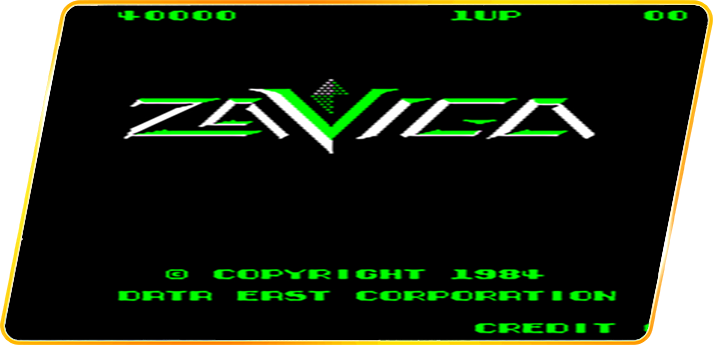 40000 1UP 00
ZAVIGA
© COPYRIGHT 1984
DATA EAST CORPORATION
CREDIT